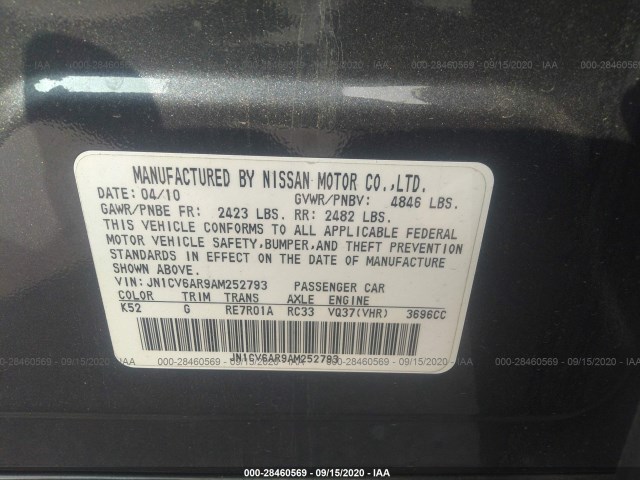 MANUFACTURED BY NISSAN MOTOR CO.,LTD.
DATE: 04/10 GVWR/PNBV: 4846 LBS.
GAWR/PNBE FR: 2423 LBS. RR: 2482 LBS.
THIS VEHICLE CONFORMS TO ALL APPLICABLE FEDERAL
MOTOR VEHICLE SAFETY, BUMPER, AND THEFT PREVENTION
STANDARDS IN EFFECT ON THE DATE OF MANUFACTURE
SHOWN ABOVE.
VIN: JN1CV6AR9AM252793 PASSENGER CAR
COLOR TRIM TRANS AXLE ENGINE
K52 G RE7R01A RC33 VQ37(VHR) 3696CC
JN1CV6AR9AM252793
000-28460569 - 09/15/2020 - IAA